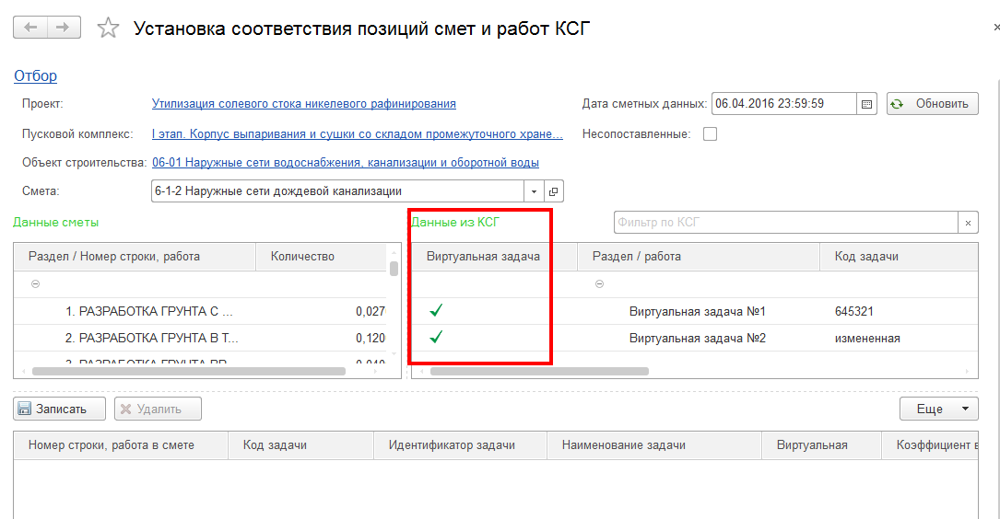 Установка соответствия позиций смет и работ КСГ
Отбор
Проект: Утилизация солевого стока никелевого рафинирования Дата сметных данных: 06.04.2016 23:59:59 Обновить
Пусковой комплекс: I этап. Корпус выпаривания и сушки со складом промежуточного хране... Несопоставленные:
Объект строительства: 06-01 Наружные сети водоснабжения, канализации и оборотной воды
Смета: 6-1-2 Наружные сети дождевой канализации
Данные сметы Данные из КСГ Фильтр по КСГ
Раздел / Номер строки, работа Количество Виртуальная задача Раздел / работа Код задачи
1. РАЗРАБОТКА ГРУНТА С ... 0,027 Виртуальная задача №1 645321
2. РАЗРАБОТКА ГРУНТА В Т... 0,120 Виртуальная задача №2 измененная
Записать Удалить Еще
Номер строки, работа в смете Код задачи Идентификатор задачи Наименование задачи Виртуальная Коэффициент в